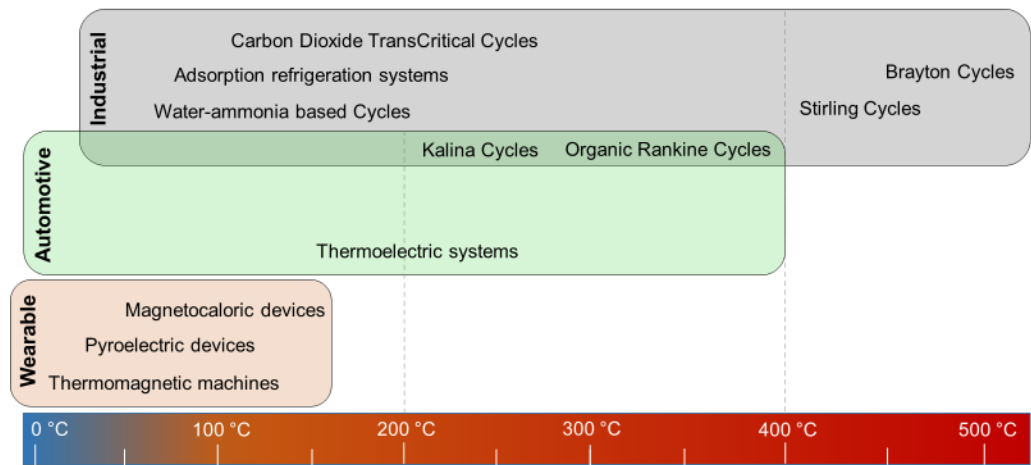 Industrial
Carbon Dioxide TransCritical Cycles
Adsorption refrigeration systems
Brayton Cycles
Water-ammonia based Cycles
Stirling Cycles
Kalina Cycles
Organic Rankine Cycles
Automotive
Thermoelectric systems
Wearable
Magnetocaloric devices
Pyroelectric devices
Thermomagnetic machines
0 °C
100 °C
200 °C
300 °C
400 °C
500 °C